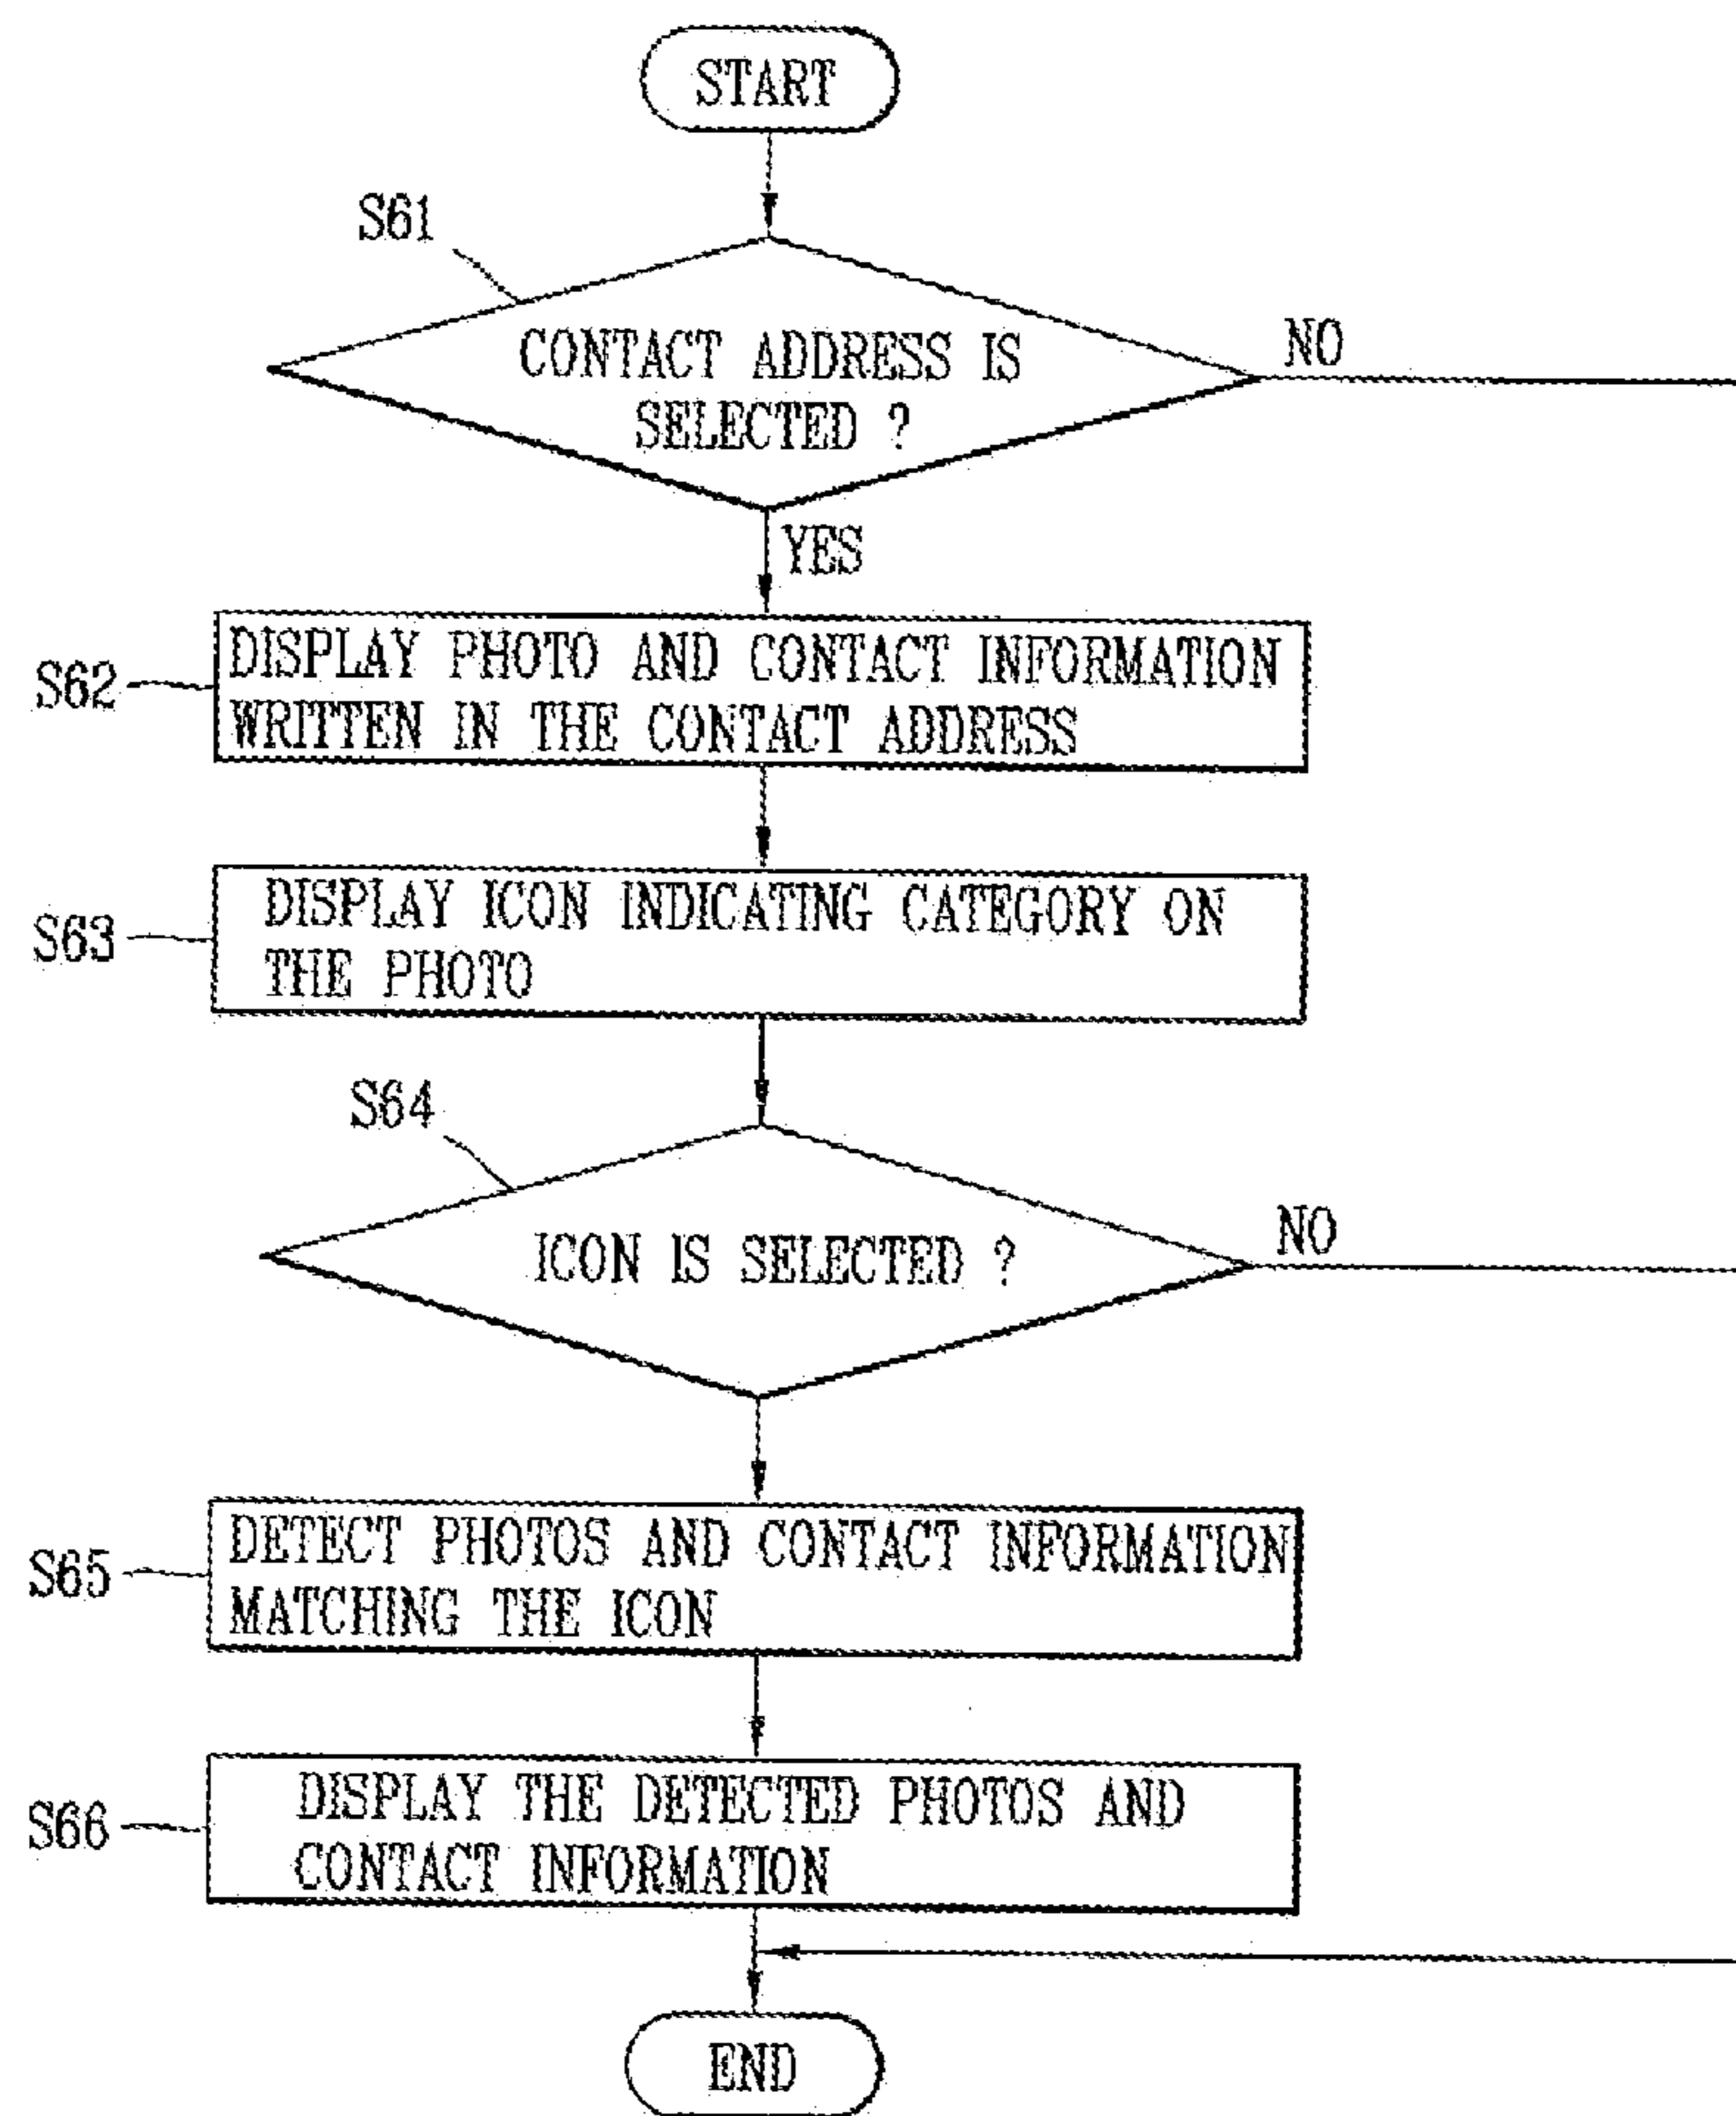 START
S61
CONTACT ADDRESS IS
SELECTED ?
NO
YES
S62
DISPLAY PHOTO AND CONTACT INFORMATION
WRITTEN IN THE CONTACT ADDRESS
S63
DISPLAY ICON INDICATING CATEGORY ON
THE PHOTO
S64
ICON IS SELECTED ?
NO
S65
DETECT PHOTOS AND CONTACT INFORMATION
MATCHING THE ICON
S66
DISPLAY THE DETECTED PHOTOS AND
CONTACT INFORMATION
END